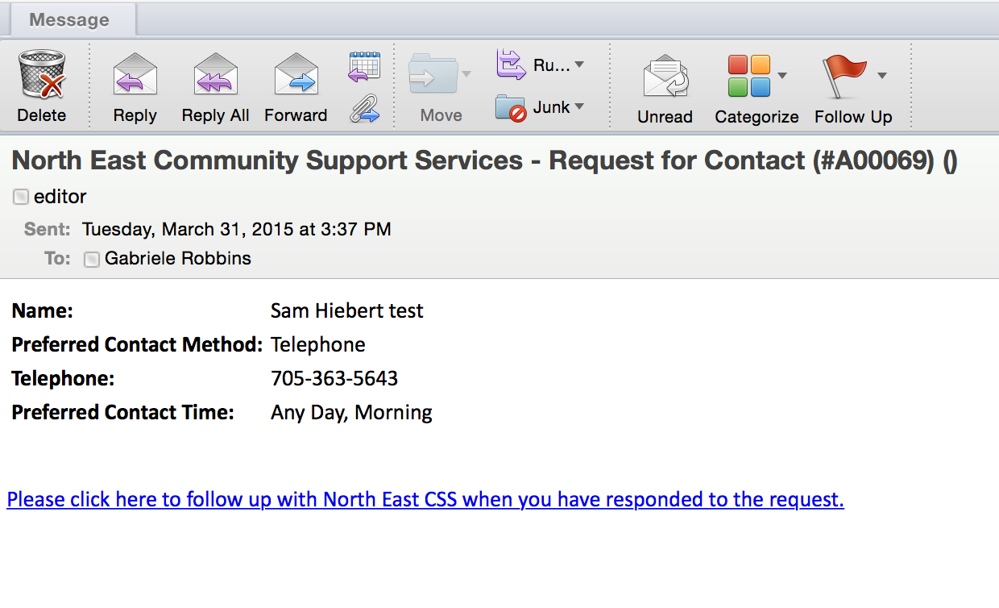 Message
Delete
Reply
Reply All
Forward
Move
Ru...
Junk
Unread
Categorize
Follow Up
North East Community Support Services - Request for Contact (#A00069) ()
editor
Sent: Tuesday, March 31, 2015 at 3:37 PM
To: Gabriele Robbins
Name: Sam Hiebert test
Preferred Contact Method: Telephone
Telephone: 705-363-5643
Preferred Contact Time: Any Day, Morning
Please click here to follow up with North East CSS when you have responded to the request.